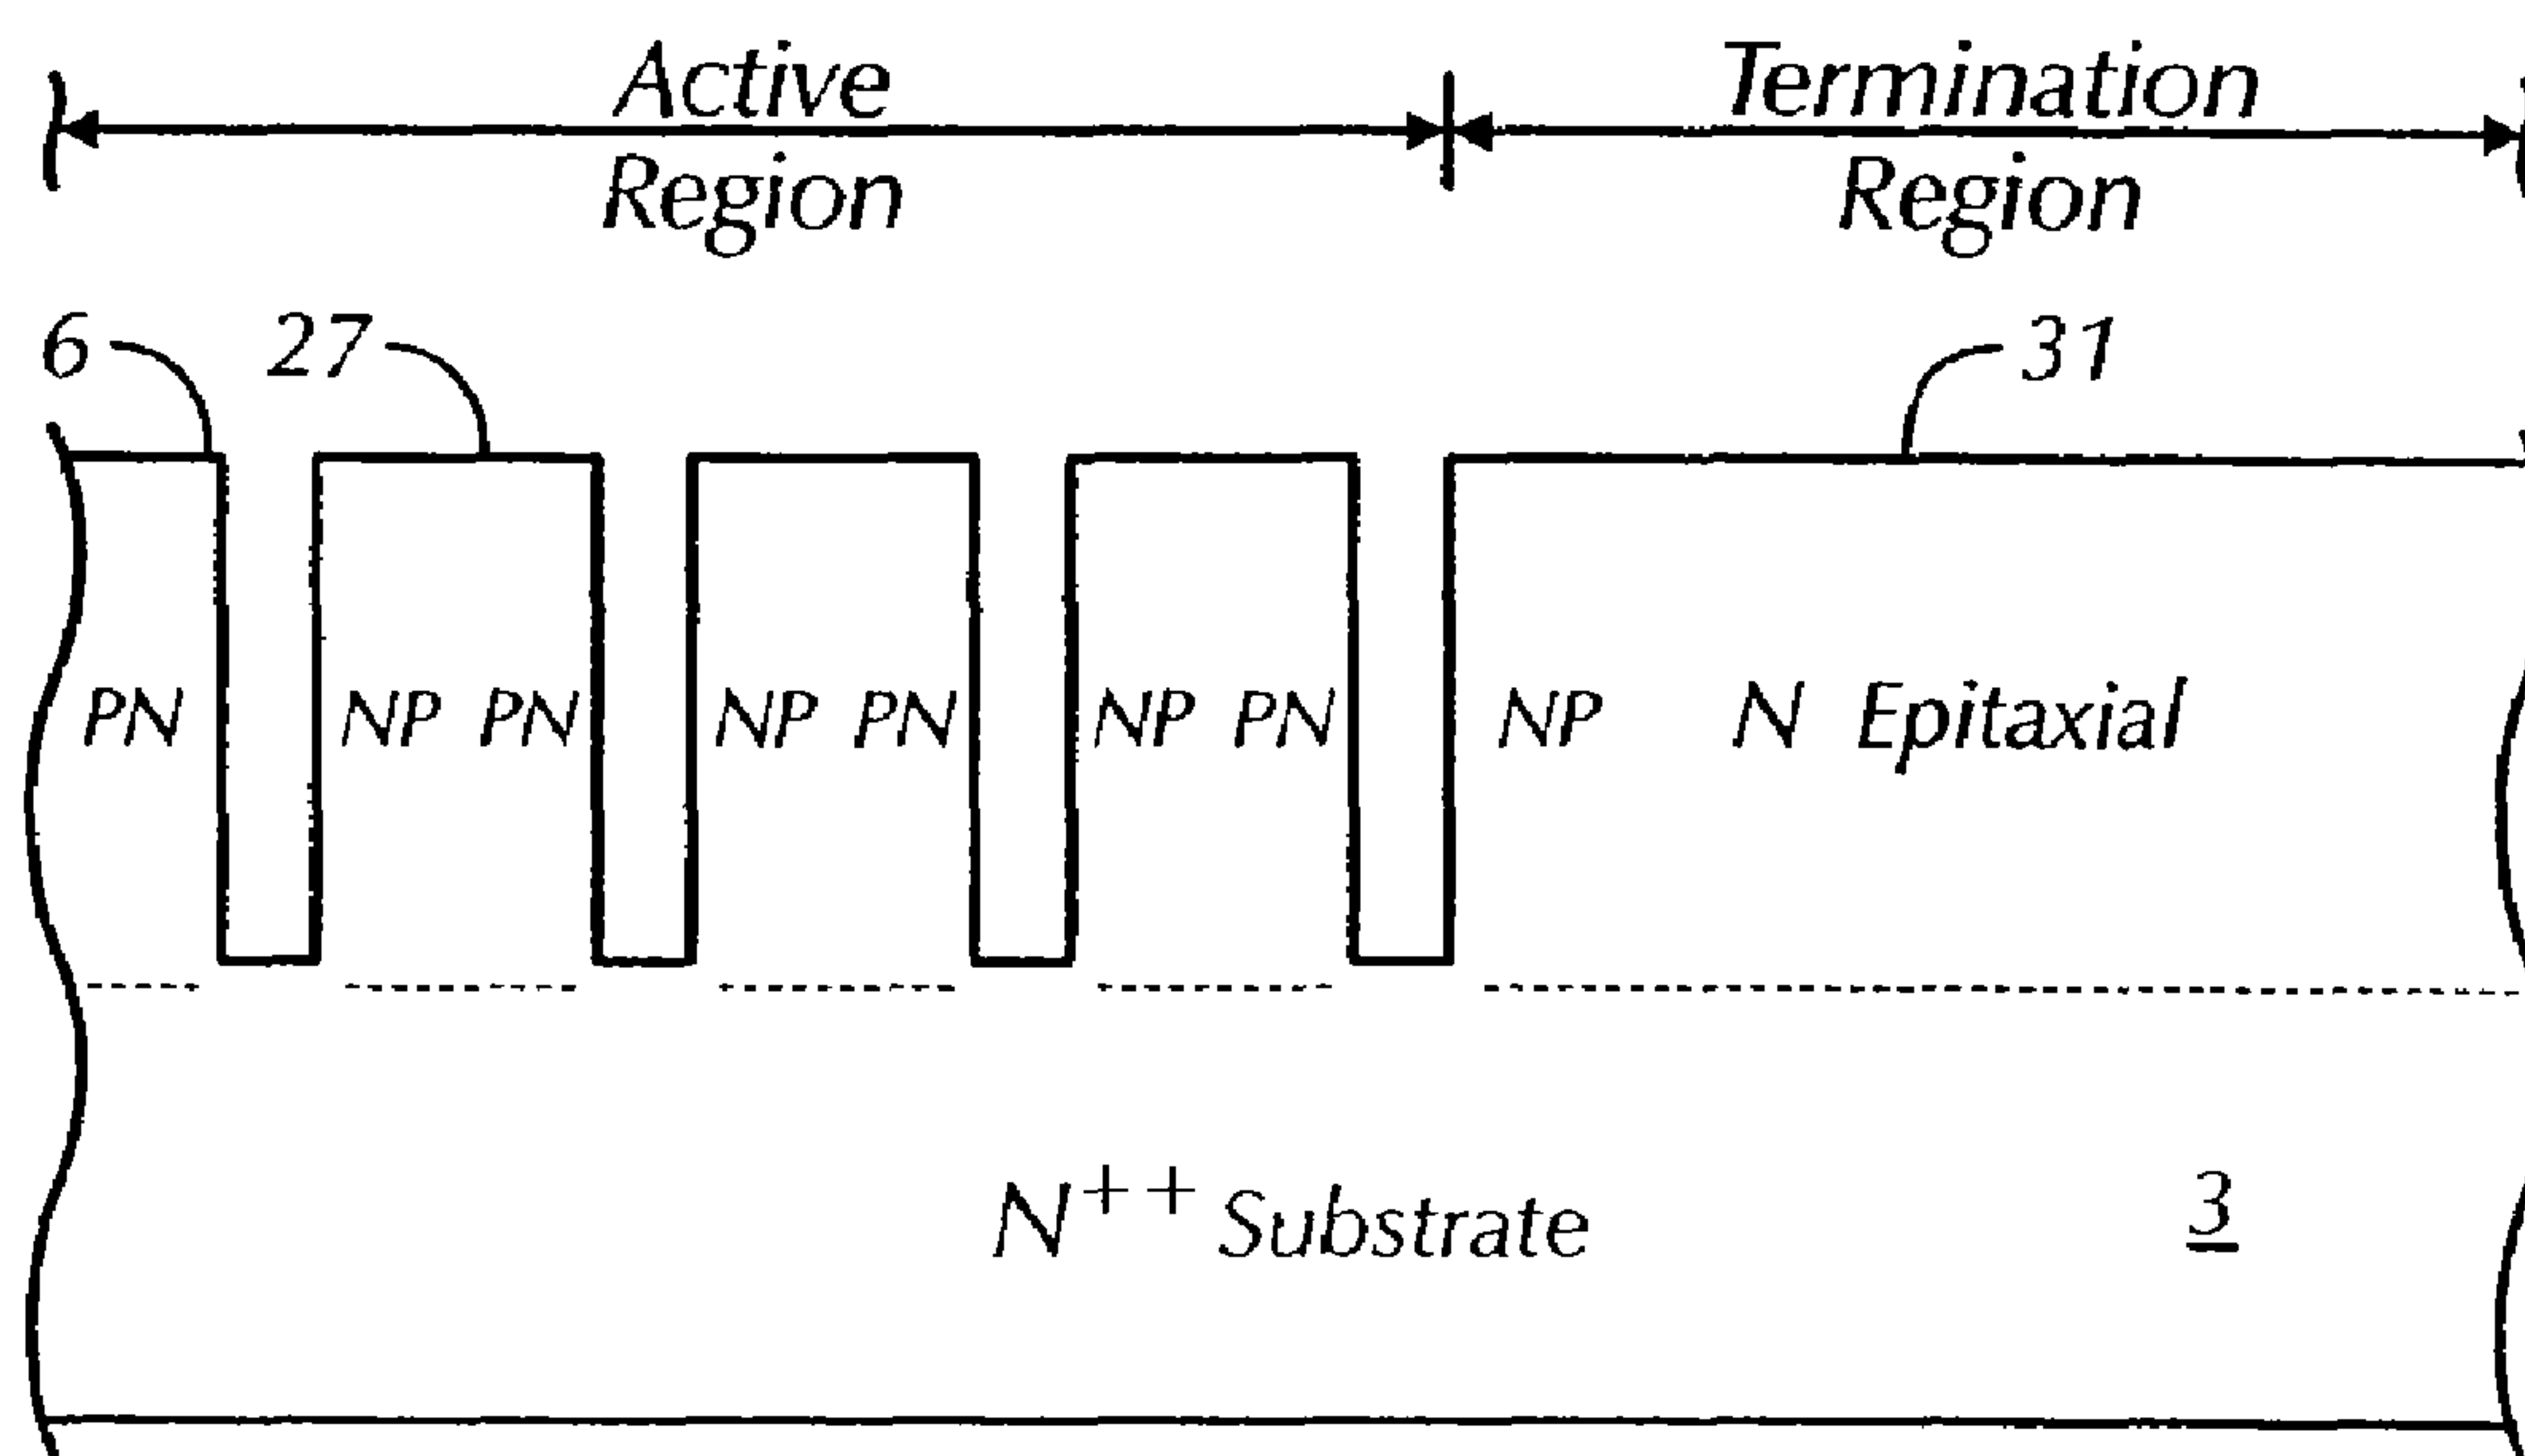 Active
Region
Termination
Region
6
27
31
PN
NP PN
NP PN
NP PN
NP
N Epitaxial
N++ Substrate
3